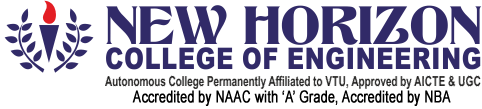 NEW HORIZON
COLLEGE OF ENGINEERING
Autonomous College Permanently Affiliated to VTU, Approved by AICTE & UGC
Accredited by NAAC with ‘A’ Grade, Accredited by NBA